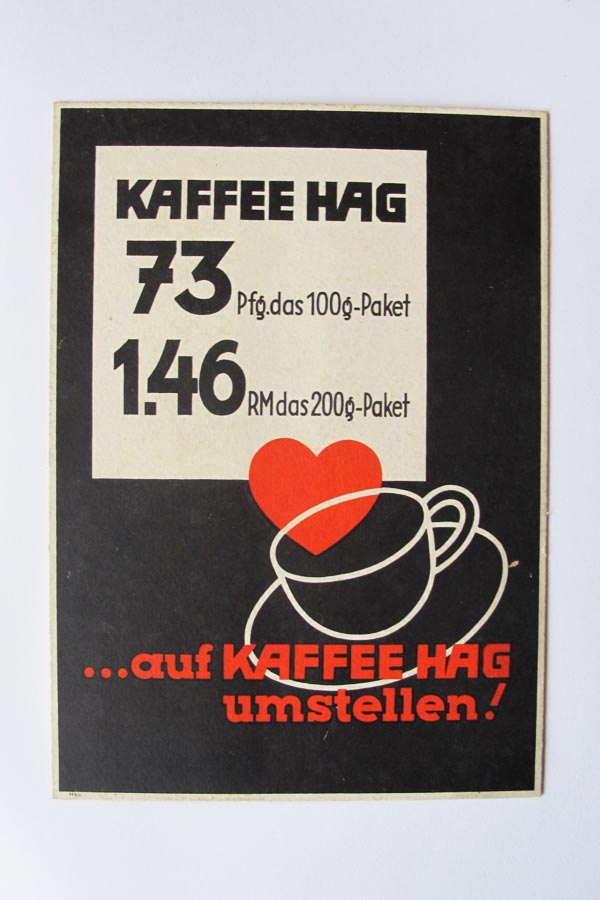 KAFFEE HAG
73 Pfg. das 100g-Paket
1.46 RM das 200g-Paket
...auf KAFFEE HAG
umstellen!